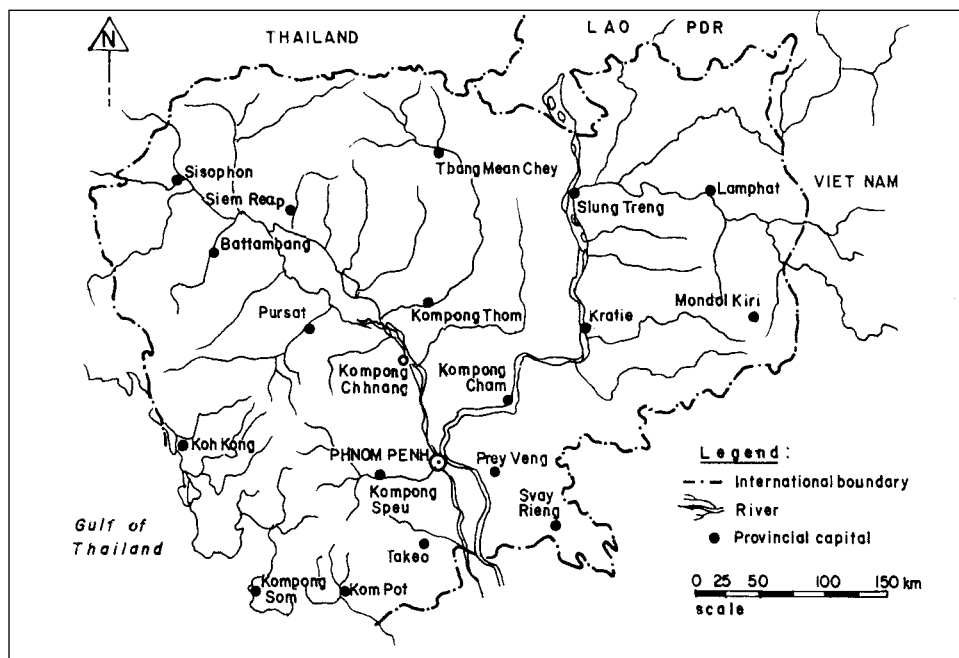 N
THAILAND
LAO PDR
VIET NAM
Sisophon
Siem Reap
Battambang
Tbang Mean Chey
Slung Treng
Lamphat
Pursat
Kompong Thom
Kratie
Mondol Kiri
Kompong
Chhnang
Kompong
Cham
Koh Kong
PHNOM PENH
Prey Veng
Kompong
Speu
Svay
Rieng
Takeo
Kompong
Som
Kom Pot
Gulf of
Thailand
Legend :
International boundary
River
Provincial capital
0 25 50 100 150 km
scale